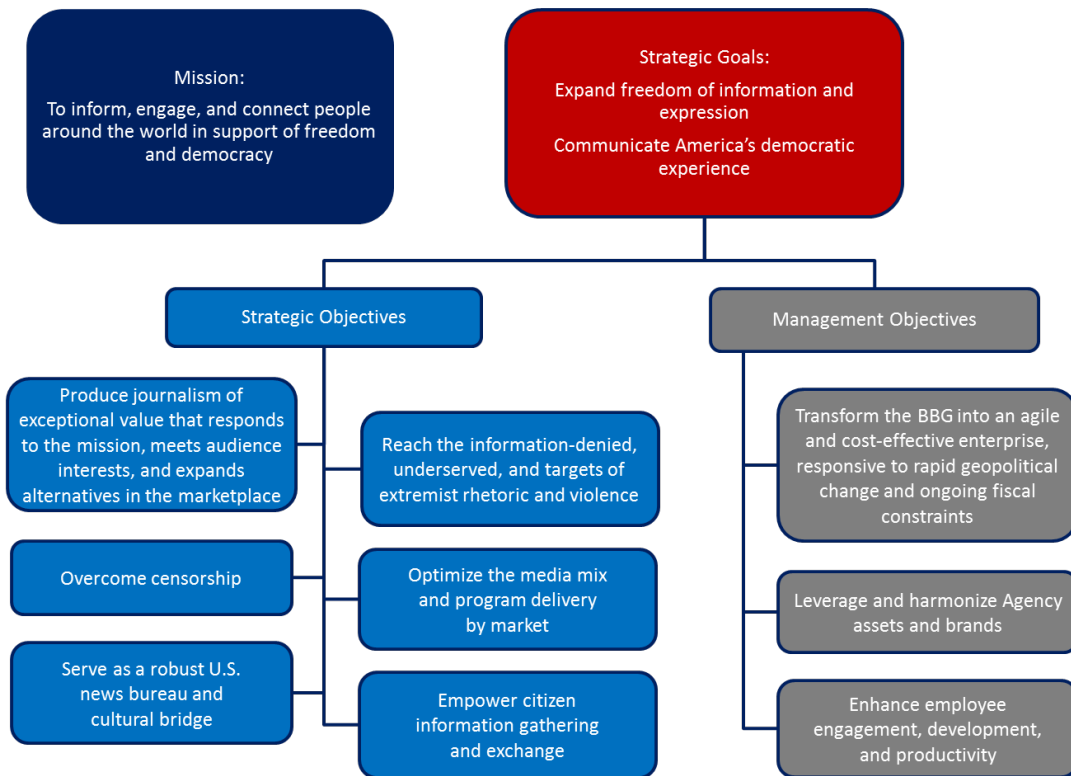 Mission:
To inform, engage, and connect people
around the world in support of freedom
and democracy
Strategic Goals:
Expand freedom of information and
expression
Communicate America’s democratic
experience
Strategic Objectives
Management Objectives
Produce journalism of
exceptional value that responds
to the mission, meets audience
interests, and expands
alternatives in the marketplace
Reach the information-denied,
underserved, and targets of
extremist rhetoric and violence
Overcome censorship
Optimize the media mix
and program delivery
by market
Serve as a robust U.S.
news bureau and
cultural bridge
Empower citizen
information gathering
and exchange
Transform the BBG into an agile
and cost-effective enterprise,
responsive to rapid geopolitical
change and ongoing fiscal
constraints
Leverage and harmonize Agency
assets and brands
Enhance employee
engagement, development,
and productivity